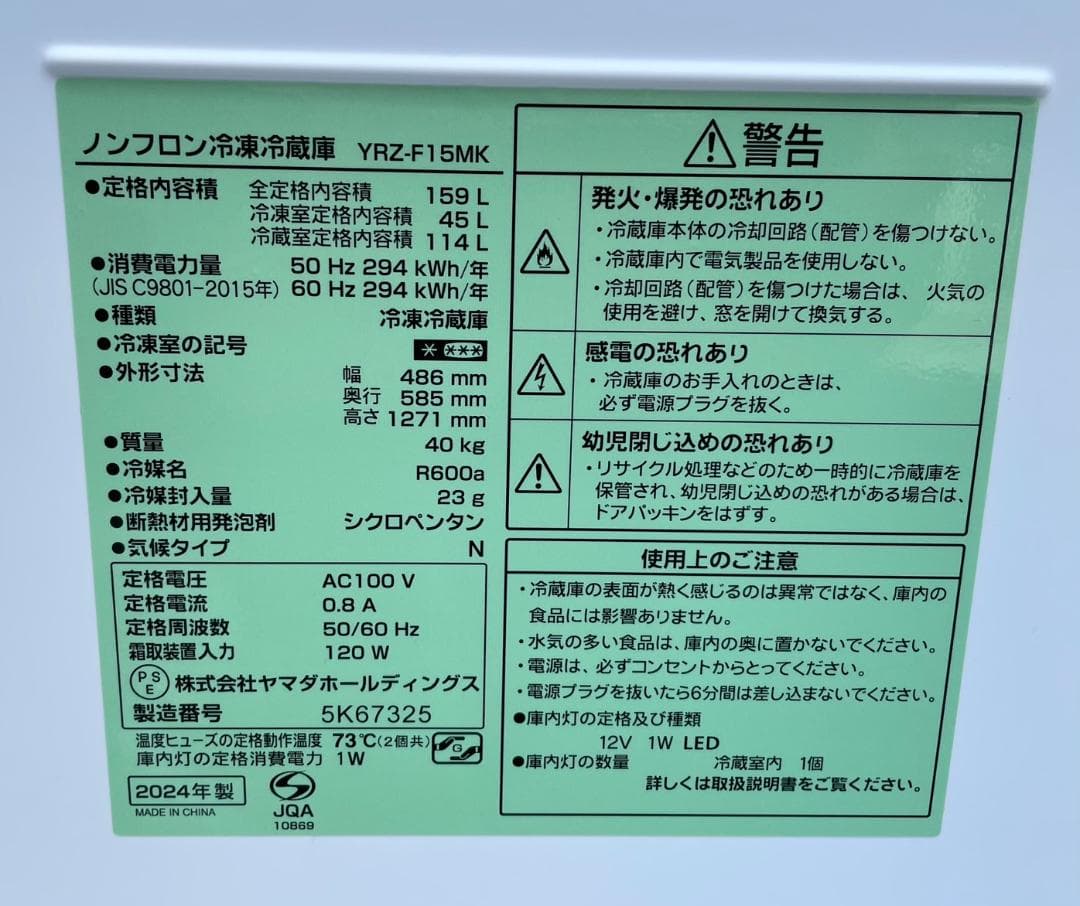 ノンフロン冷凍冷蔵庫 YRZ-F15MK
●定格内容積 全定格内容積 159 L
冷凍室定格内容積 45 L
冷蔵室定格内容積 114 L
●消費電力量 50 Hz 294 kWh/年
(JIS C9801-2015年) 60 Hz 294 kWh/年
●種類 冷凍冷蔵庫
●冷凍室の記号
●外形寸法 幅 486 mm
奥行 585 mm
高さ 1271 mm
●質量 40 kg
●冷媒名 R600a
●冷媒封入量 23 g
●断熱材用発泡剤 シクロペンタン
●気候タイプ N
定格電圧 AC100 V
定格電流 0.8 A
定格周波数 50/60 Hz
霜取装置入力 120 W
PSE 株式会社ヤマダホールディングス
製造番号 5K67325
温度ヒューズの定格動作温度 73℃(2個共)
庫内灯の定格消費電力 1W
G
2024年 製
MADE IN CHINA
JQA
10869
警告
発火・爆発の恐れあり
・冷蔵庫本体の冷却回路(配管)を傷つけない。
・冷蔵庫内で電気製品を使用しない。
・冷却回路(配管)を傷つけた場合は、火気の
使用を避け、窓を開けて換気する。
感電の恐れあり
・冷蔵庫のお手入れのときは、
必ず電源プラグを抜く。
幼児閉じ込めの恐れあり
・リサイクル処理などのため一時的に冷蔵庫を
保管され、幼児閉じ込めの恐れがある場合は、
ドアパッキンをはずす。
使用上のご注意
・冷蔵庫の表面が熱く感じるのは異常ではなく、庫内の
食品には影響ありません。
・水気の多い食品は、庫内の奥に置かないでください。
・電源は、必ずコンセントからとってください。
・電源プラグを抜いたら6分間は差し込まないでください。
●庫内灯の定格及び種類
12V 1W LED
●庫内灯の数量 冷蔵室内 1個
詳しくは取扱説明書をご覧ください。